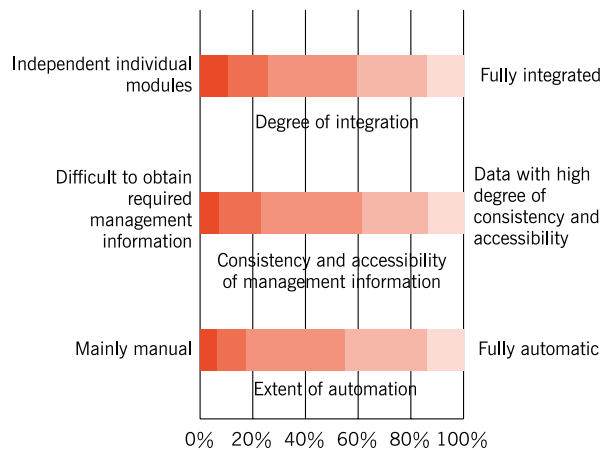 Independent individual
modules
Fully integrated
Degree of integration
Difficult to obtain
required
management
information
Data with high
degree of
consistency and
accessibility
Consistency and accessibility
of management information
Mainly manual
Fully automatic
Extent of automation
0% 20% 40% 60% 80% 100%